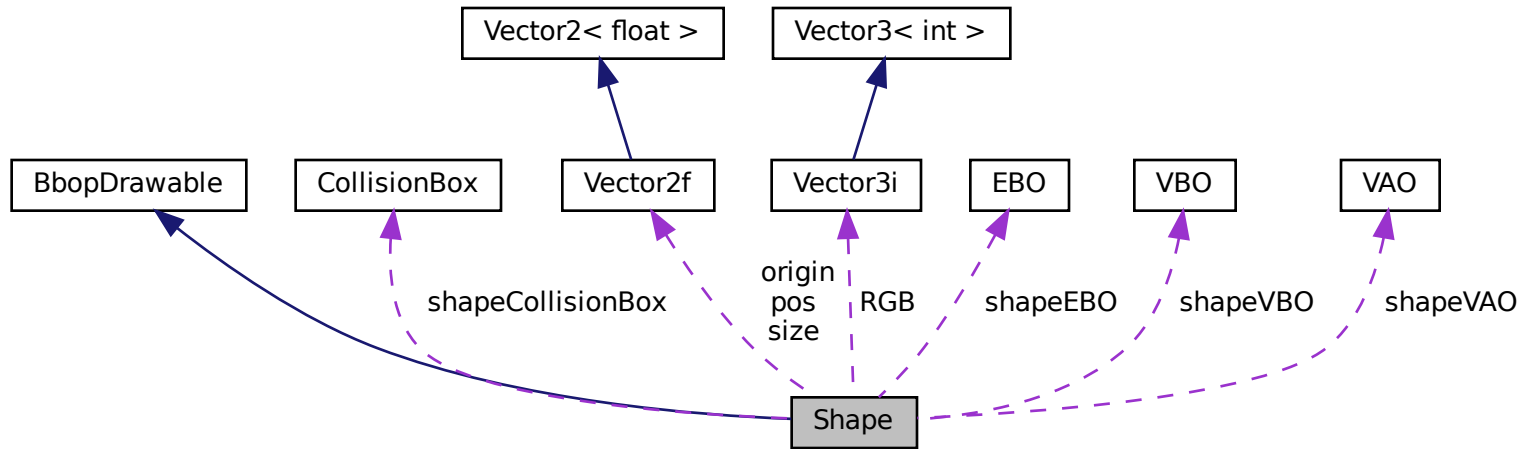 Vector2< float >
Vector3< int >
BbopDrawable
CollisionBox
Vector2f
Vector3i
EBO
VBO
VAO
shapeCollisionBox
origin
pos
size
RGB
shapeEBO
shapeVBO
shapeVAO
Shape